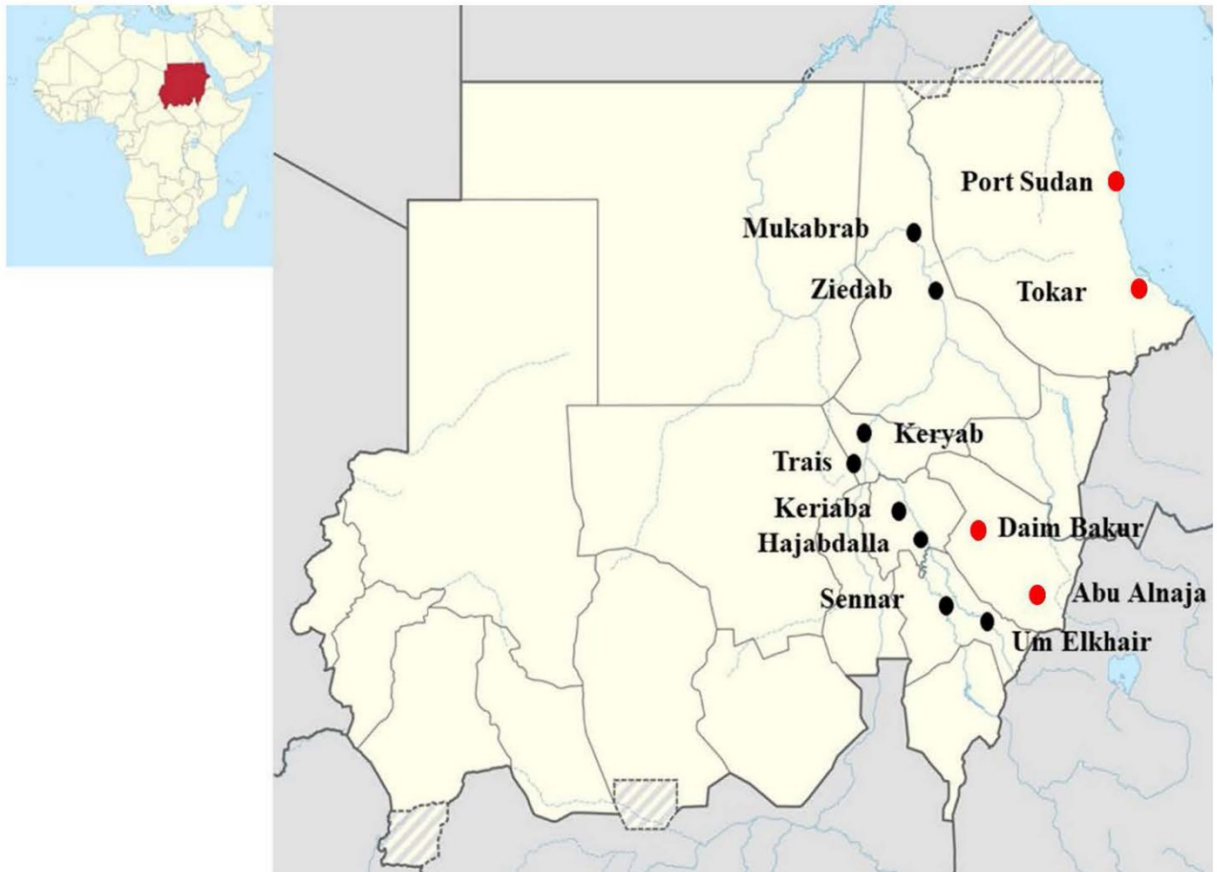 Port Sudan
Mukabrab
Ziedab
Tokar
Keryab
Trais
Keriaba
Daim Bakur
Hajabdalla
Abu Alnaja
Sennar
Um Elkhair